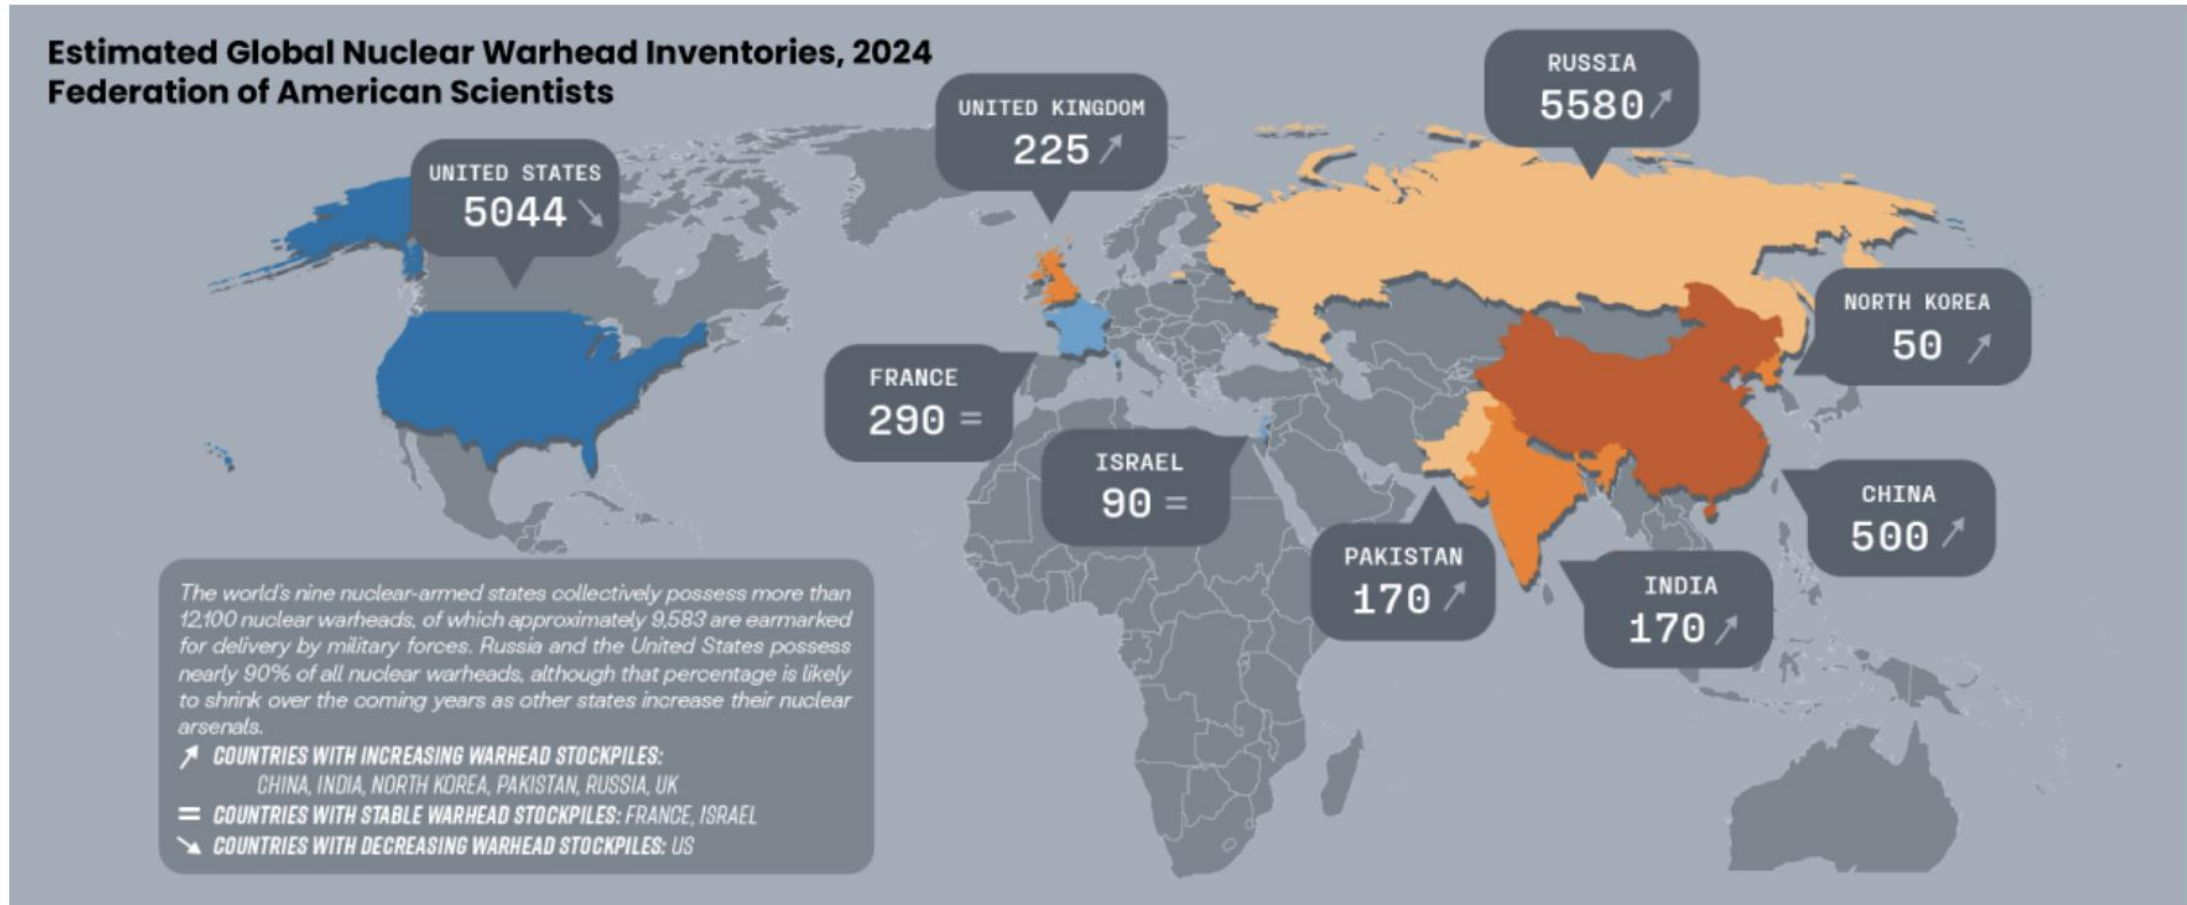 Estimated Global Nuclear Warhead Inventories, 2024
Federation of American Scientists
UNITED STATES
5044 ↘
UNITED KINGDOM
225 ↗
RUSSIA
5580 ↗
NORTH KOREA
50 ↗
FRANCE
290 =
ISRAEL
90 =
PAKISTAN
170 ↗
INDIA
170 ↗
CHINA
500 ↗
The world's nine nuclear-armed states collectively possess more than
12,100 nuclear warheads, of which approximately 9,583 are earmarked
for delivery by military forces. Russia and the United States possess
nearly 90% of all nuclear warheads, although that percentage is likely
to shrink over the coming years as other states increase their nuclear
arsenals.
↗ COUNTRIES WITH INCREASING WARHEAD STOCKPILES:
CHINA, INDIA, NORTH KOREA, PAKISTAN, RUSSIA, UK
= COUNTRIES WITH STABLE WARHEAD STOCKPILES: FRANCE, ISRAEL
↘ COUNTRIES WITH DECREASING WARHEAD STOCKPILES: US